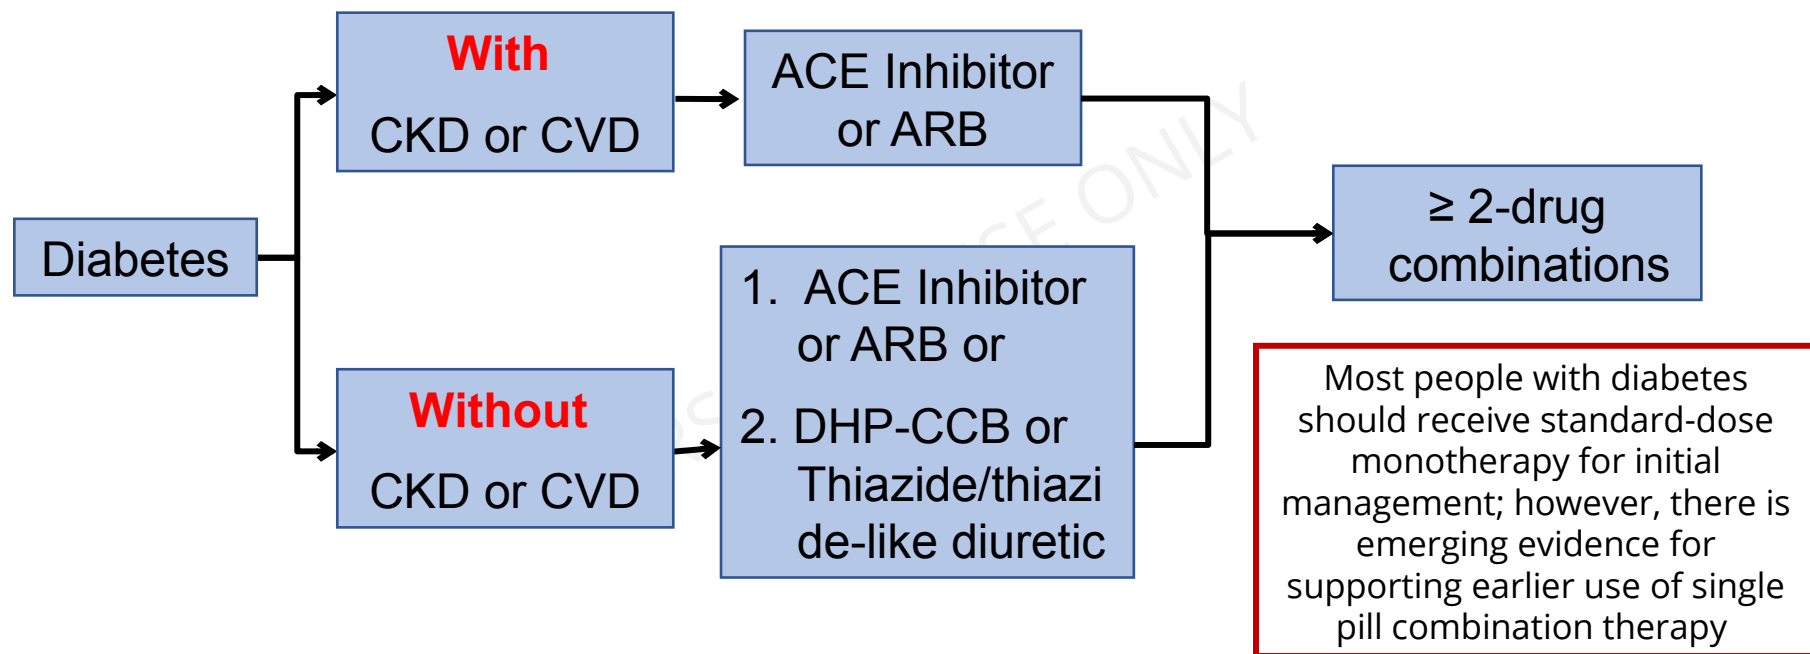 With
CKD or CVD
ACE Inhibitor
or ARB
≥ 2-drug
combinations
Diabetes
1. ACE Inhibitor
or ARB or
2. DHP-CCB or
Thiazide/thiazi
de-like diuretic
Without
CKD or CVD
Most people with diabetes
should receive standard-dose
monotherapy for initial
management; however, there is
emerging evidence for
supporting earlier use of single
pill combination therapy
ONLY